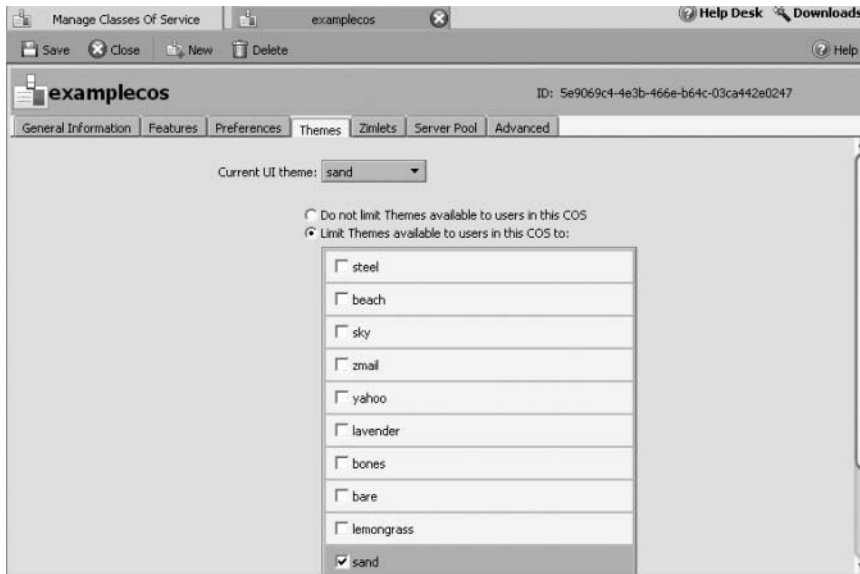 Manage Classes Of Service
examplecos
Help Desk
Downloads
Save
Close
New
Delete
Help
examplecos
ID: 5e9069c4-4e3b-466e-b64c-03ca442e0247
General Information
Features
Preferences
Themes
Zimlets
Server Pool
Advanced
Current UI theme: sand
Do not limit Themes available to users in this COS
Limit Themes available to users in this COS to:
steel
beach
sky
zmail
yahoo
lavender
bones
bare
lemongrass
sand